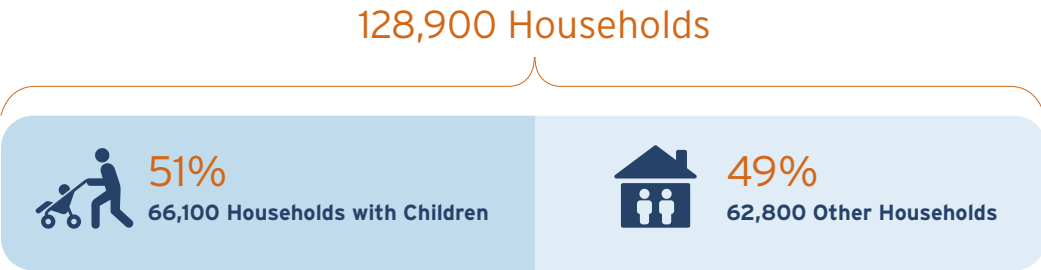 128,900 Households
51%
66,100 Households with Children
49%
62,800 Other Households